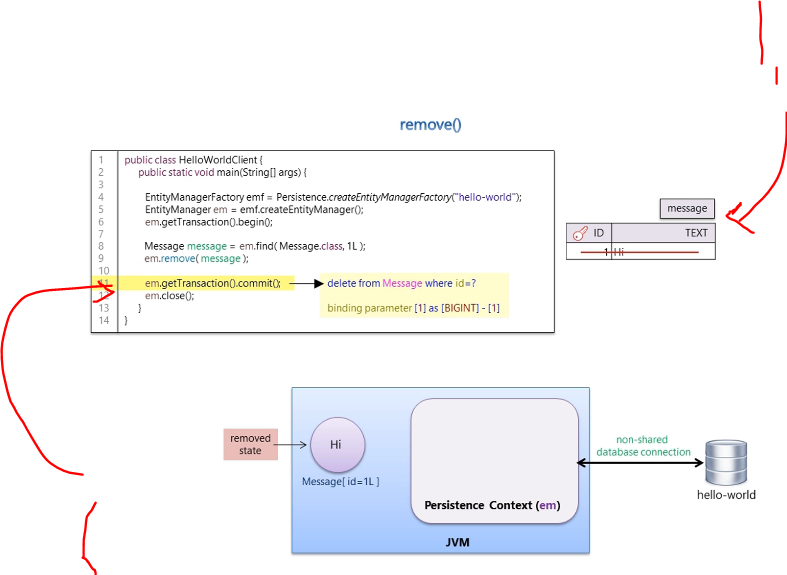 remove()
1 public class HelloWorldClient {
2 public static void main(String[] args) {
3
4 EntityManagerFactory emf = Persistence.createEntityManagerFactory("hello-world");
5 EntityManager em = emf.createEntityManager();
6 em.getTransaction().begin();
7
8 Message message = em.find( Message.class, 1L );
9 em.remove( message );
10
11 em.getTransaction().commit();
em.close();
13 }
14 }
delete from Message where id=?
binding parameter [1] as [BIGINT] - [1]
message
ID TEXT
1 Hi
removed
state
Hi
Message[ id=1L ]
Persistence Context (em)
JVM
non-shared
database connection
hello-world